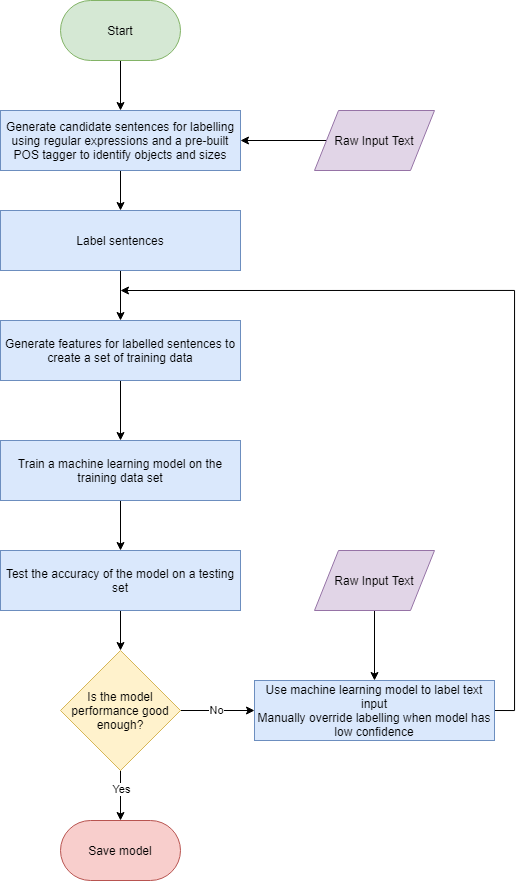 Start
Generate candidate sentences for labelling
using regular expressions and a pre-built
POS tagger to identify objects and sizes
Raw Input Text
Label sentences
Generate features for labelled sentences to
create a set of training data
Train a machine learning model on the
training data set
Test the accuracy of the model on a testing
set
Raw Input Text
Is the model
performance good
enough?
No
Use machine learning model to label text
input
Manually override labelling when model has
low confidence
Yes
Save model